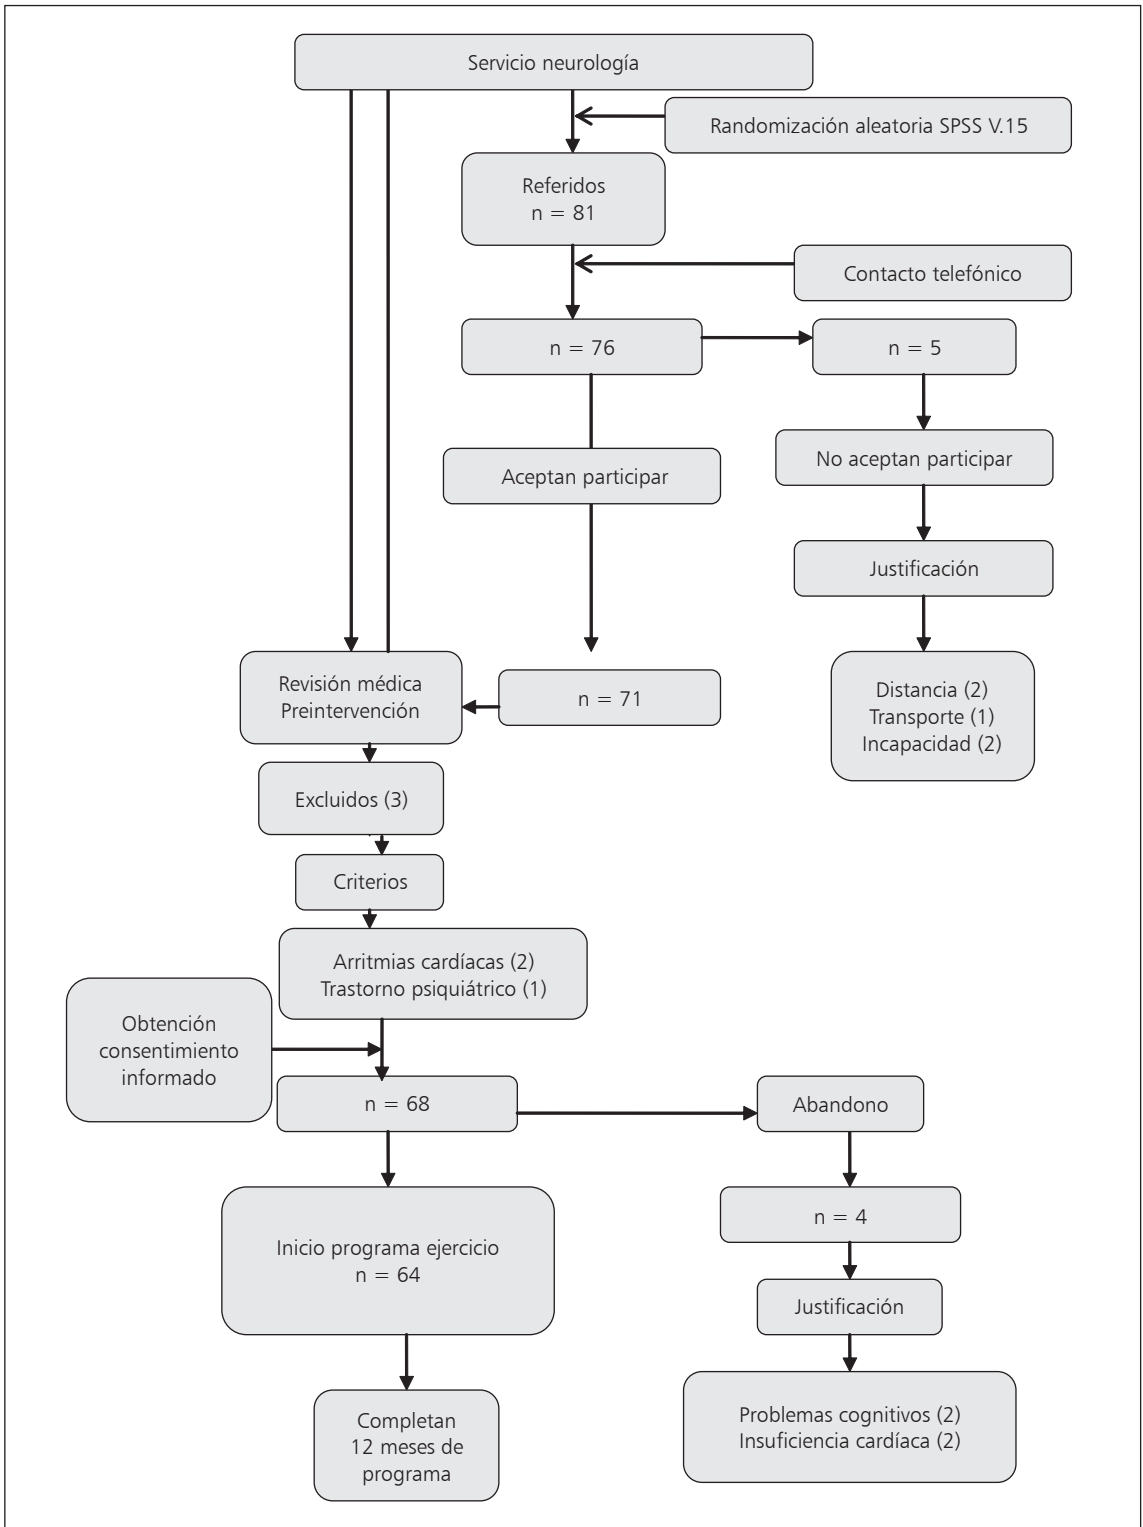 Servicio neurología
Randomización aleatoria SPSS V.15
Referidos
n = 81
Contacto telefónico
n = 76
n = 5
No aceptan participar
Aceptan participar
Justificación
Revisión médica
Preintervención
n = 71
Distancia (2)
Transporte (1)
Incapacidad (2)
Excluidos (3)
Criterios
Arritmias cardíacas (2)
Trastorno psiquiátrico (1)
Obtención
consentimiento
informado
n = 68
Abandono
n = 4
Inicio programa ejercicio
n = 64
Justificación
Completan
12 meses de
programa
Problemas cognitivos (2)
Insuficiencia cardíaca (2)